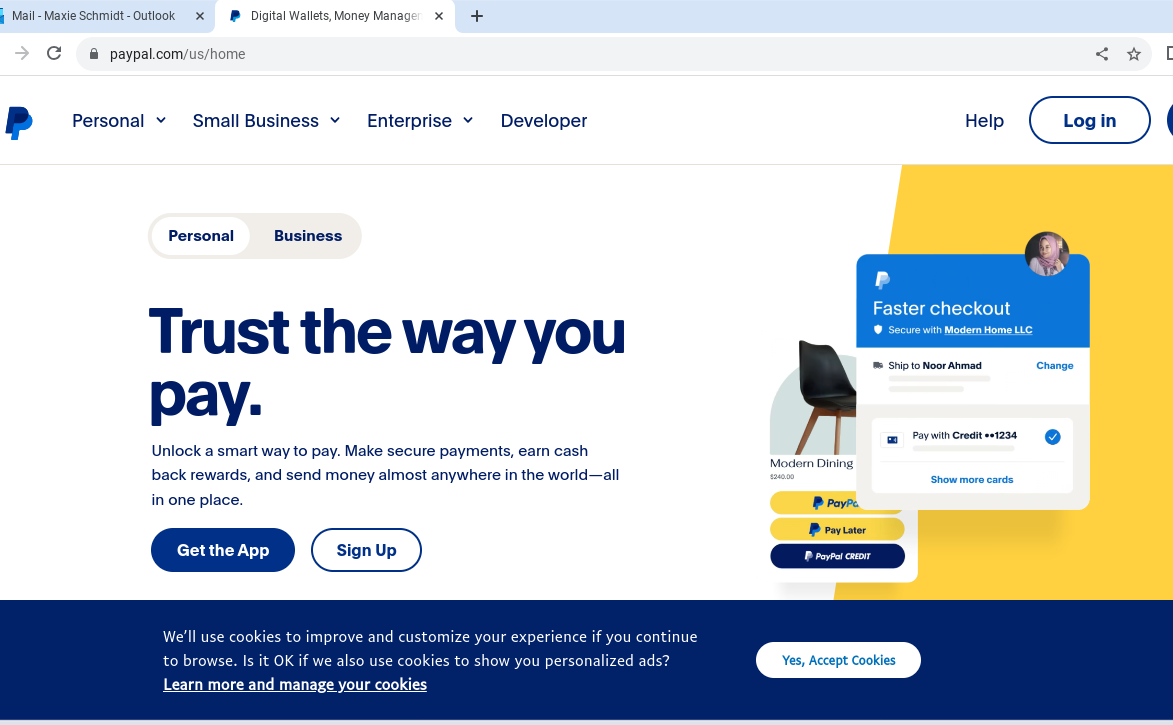 Mail - Maxie Schmidt - Outlook
Digital Wallets, Money Manager
paypal.com/us/home
Personal
Small Business
Enterprise
Developer
Help
Log in
Personal
Business
Trust the way you
pay.
Unlock a smart way to pay. Make secure payments, earn cash
back rewards, and send money almost anywhere in the world—all
in one place.
Get the App
Sign Up
Faster checkout
Secure with Modern Home LLC
Ship to Noor Ahmad
Change
Pay with Credit ••1234
Show more cards
Modern Dining
$240.00
PayPa
Pay Later
PayPal CREDIT
We’ll use cookies to improve and customize your experience if you continue
to browse. Is it OK if we also use cookies to show you personalized ads?
Learn more and manage your cookies
Yes, Accept Cookies